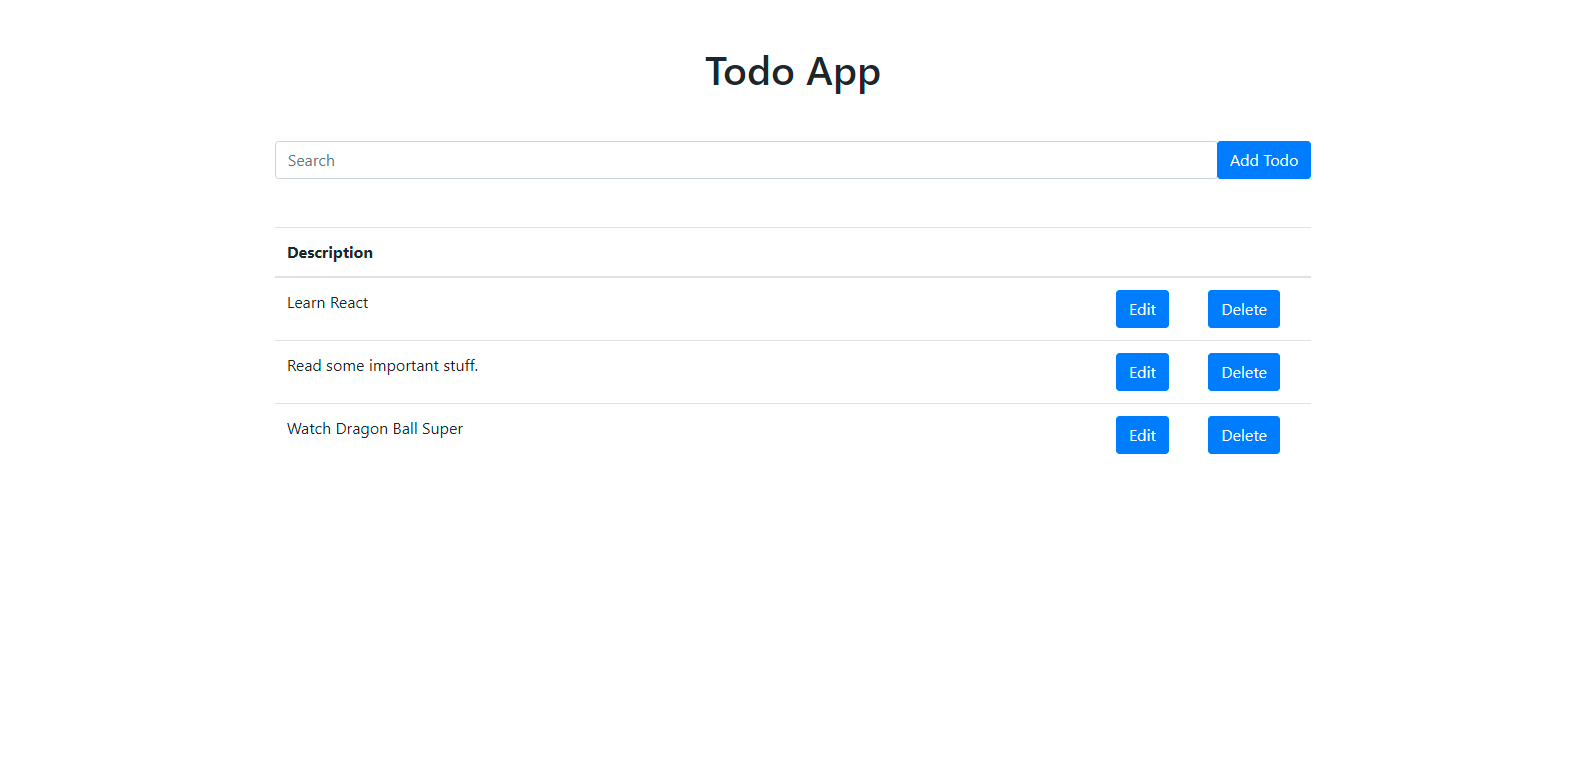 Todo App
Search Add Todo
Description
Learn React Edit Delete
Read some important stuff. Edit Delete
Watch Dragon Ball Super Edit Delete